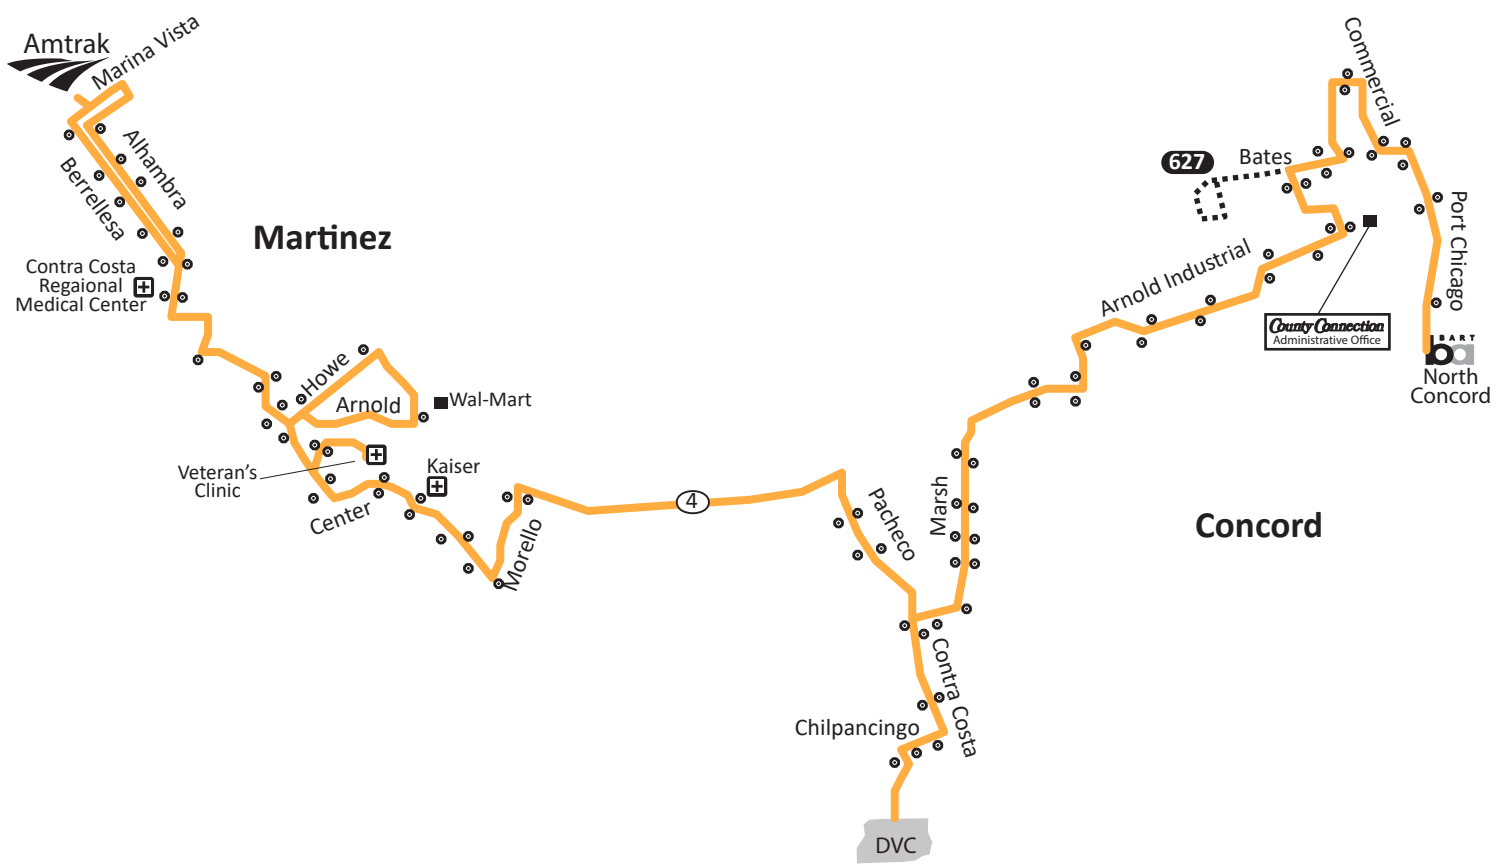 Amtrak
Marina Vista
Alhambra
Berrellesa
Contra Costa
Regaional
Medical Center
Martinez
Howe
Arnold
Wal-Mart
Veteran's
Clinic
Kaiser
Center
Morello
4
Pacheco
Marsh
Contra Costa
Chilpancingo
DVC
Concord
Arnold Industrial
627
Bates
Commercial
Port Chicago
County Connection
Administrative Office
BART
ba
North
Concord